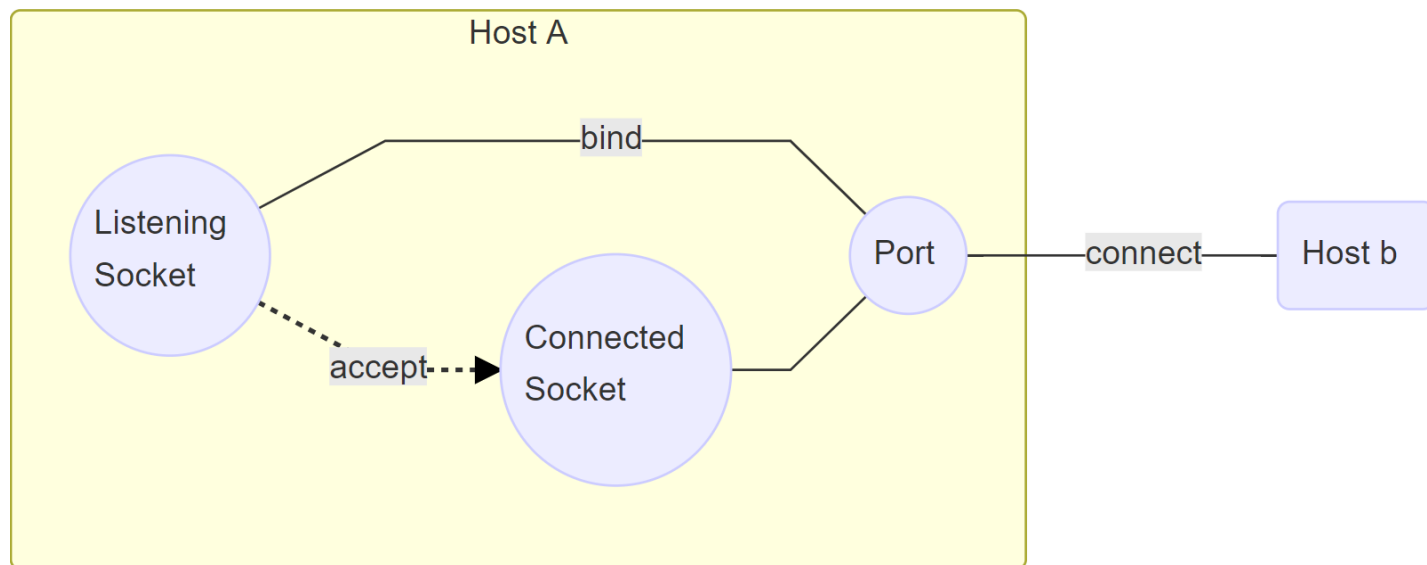 Host A
bind
Listening
Socket
Port
connect
Host b
Connected
Socket
accept